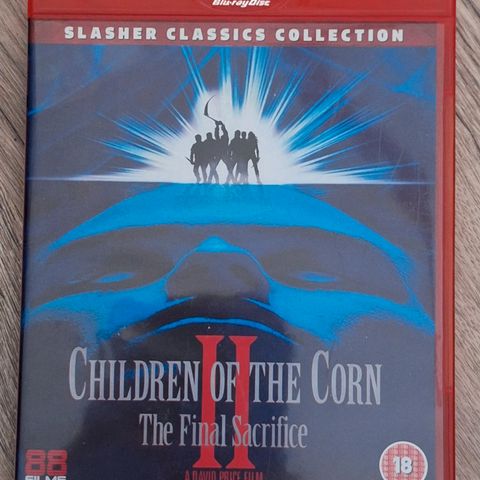 Blu-ray Disc
SLASHER CLASSICS COLLECTION
II
CHILDREN OF THE CORN
The Final Sacrifice
A DAVID PRICE FILM
88
FILMS
18